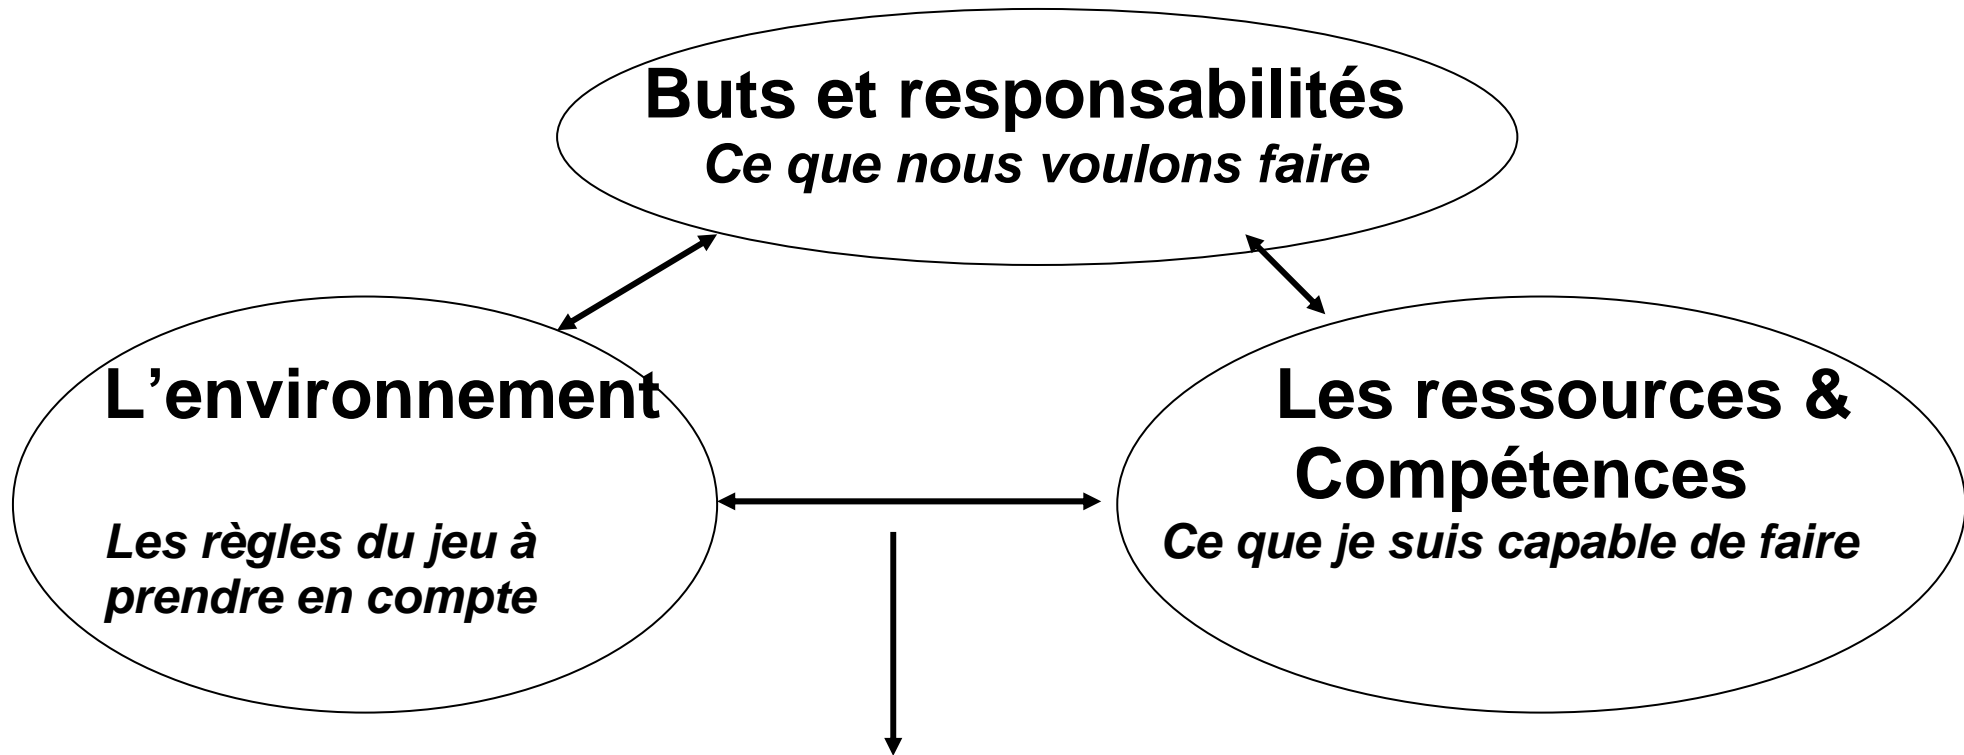 Buts et responsabilités
Ce que nous voulons faire
L’environnement
Les règles du jeu à
prendre en compte
Les ressources &
Compétences
Ce que je suis capable de faire